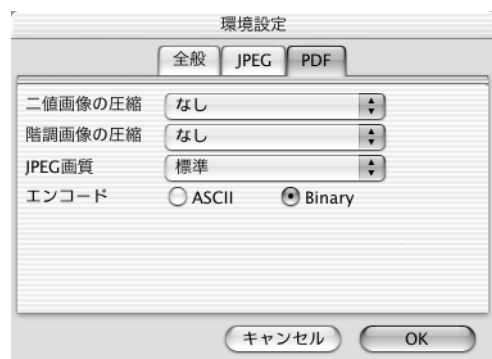 環境設定
全般 JPEG PDF
二値画像の圧縮 なし
階調画像の圧縮 なし
JPEG画質 標準
エンコード ASCII Binary
キャンセル OK